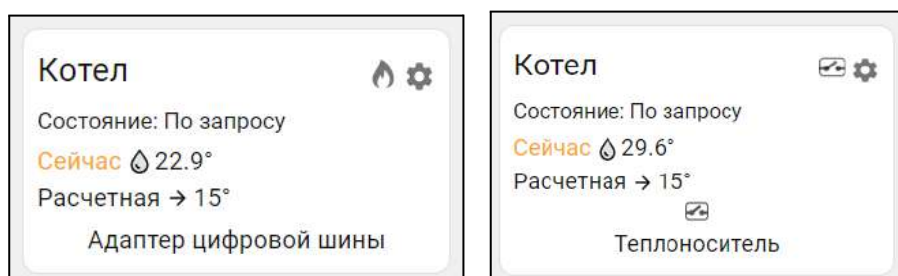 Котел
Состояние: По запросу
Сейчас 22.9°
Расчетная → 15°
Адаптер цифровой шины
Котел
Состояние: По запросу
Сейчас 29.6°
Расчетная → 15°
Теплоноситель